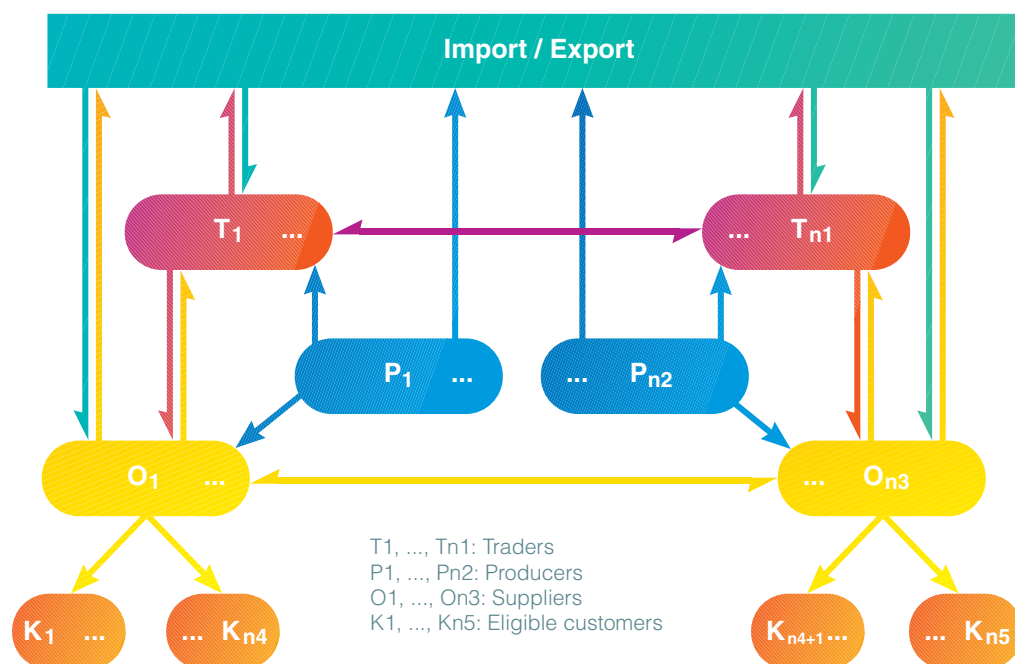 Import / Export
T1 ...
... Tn1
P1 ...
... Pn2
O1 ...
... On3
T1, ..., Tn1: Traders
P1, ..., Pn2: Producers
O1, ..., On3: Suppliers
K1, ..., Kn5: Eligible customers
K1 ...
... Kn4
Kn4+1 ...
... Kn5